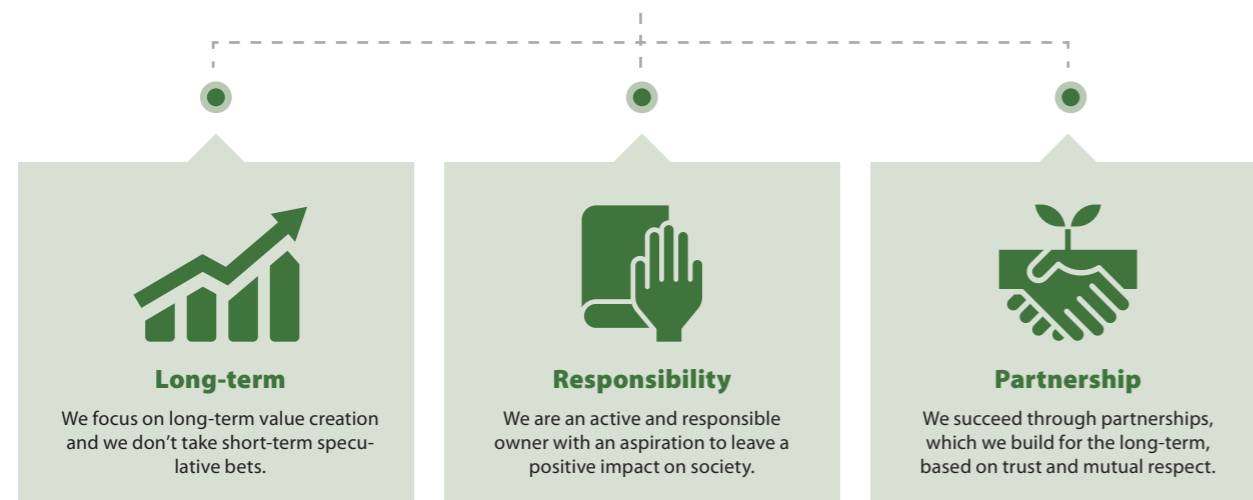 Long-term
We focus on long-term value creation
and we don’t take short-term specu-
lative bets.
Responsibility
We are an active and responsible
owner with an aspiration to leave a
positive impact on society.
Partnership
We succeed through partnerships,
which we build for the long-term,
based on trust and mutual respect.